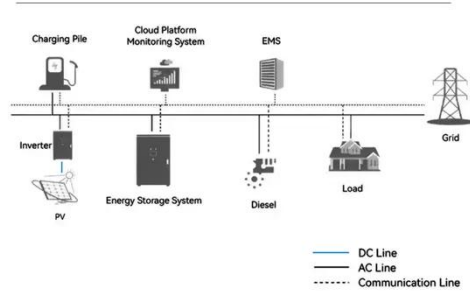 Charging Pile
Cloud Platform
Monitoring System
EMS
Grid
Inverter
PV
Energy Storage System
Diesel
Load
DC Line
AC Line
Communication Line